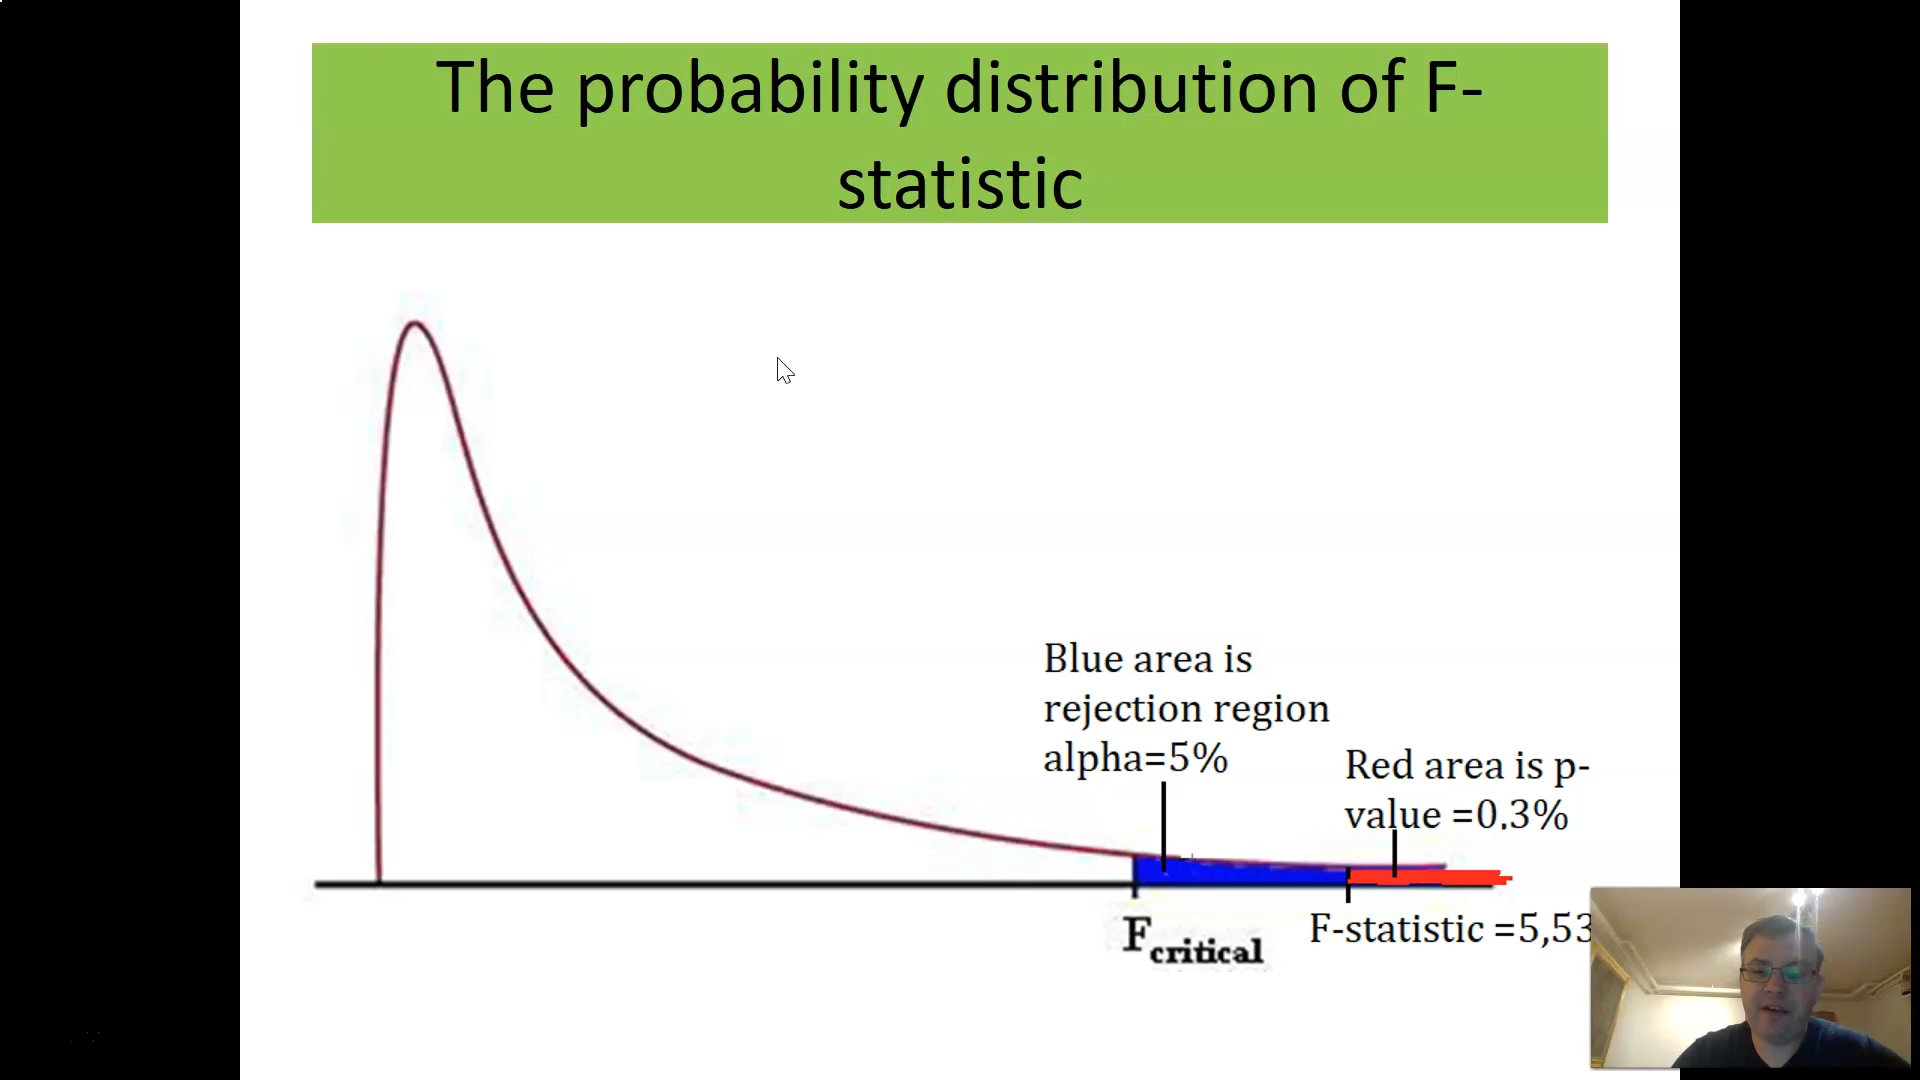 The probability distribution of F-
statistic
Blue area is
rejection region
alpha=5%
Red area is p-
value =0.3%
F-statistic =5,53
Fcritical